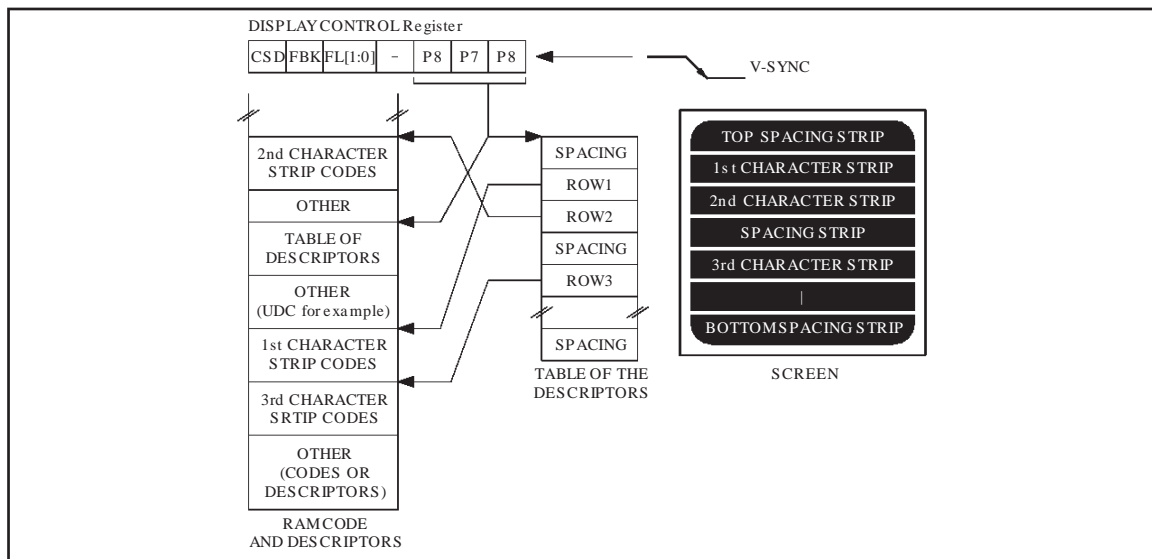 DISPLAY CONTROL Register
CSD FBK FL[1:0] - P8 P7 P8
V-SYNC
2nd CHARACTER
STRIP CODES
OTHER
TABLE OF
DESCRIPTORS
OTHER
(UDC for example)
1st CHARACTER
STRIP CODES
3rd CHARACTER
SRTIP CODES
OTHER
(CODES OR
DESCRIPTORS)
RAM CODE
AND DESCRIPTORS
SPACING
ROW1
ROW2
SPACING
ROW3
SPACING
TABLE OF THE
DESCRIPTORS
TOP SPACING STRIP
1st CHARACTER STRIP
2nd CHARACTER STRIP
SPACING STRIP
3rd CHARACTER STRIP
|
BOTTOM SPACING STRIP
SCREEN